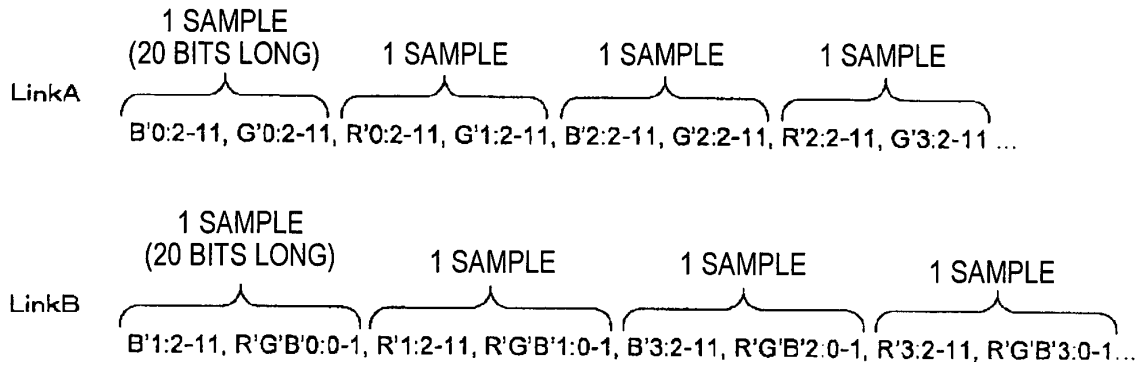 1 SAMPLE
(20 BITS LONG) 1 SAMPLE 1 SAMPLE 1 SAMPLE
LinkA
B'0:2-11, G'0:2-11, R'0:2-11, G'1:2-11, B'2:2-11, G'2:2-11, R'2:2-11, G'3:2-11 ...
1 SAMPLE
(20 BITS LONG) 1 SAMPLE 1 SAMPLE 1 SAMPLE
LinkB
B'1:2-11, R'G'B'0:0-1, R'1:2-11, R'G'B'1:0-1, B'3:2-11, R'G'B'2:0-1, R'3:2-11, R'G'B'3:0-1...